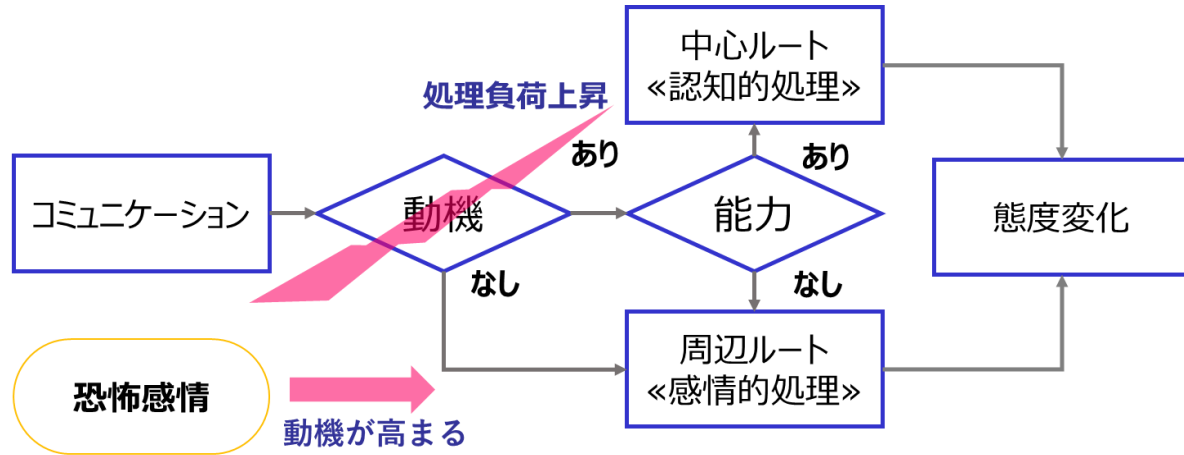 中心ルート
≪認知的処理≫
処理負荷上昇
あり
あり
コミュニケーション
動機
能力
態度変化
なし
なし
周辺ルート
≪感情的処理≫
恐怖感情
動機が高まる